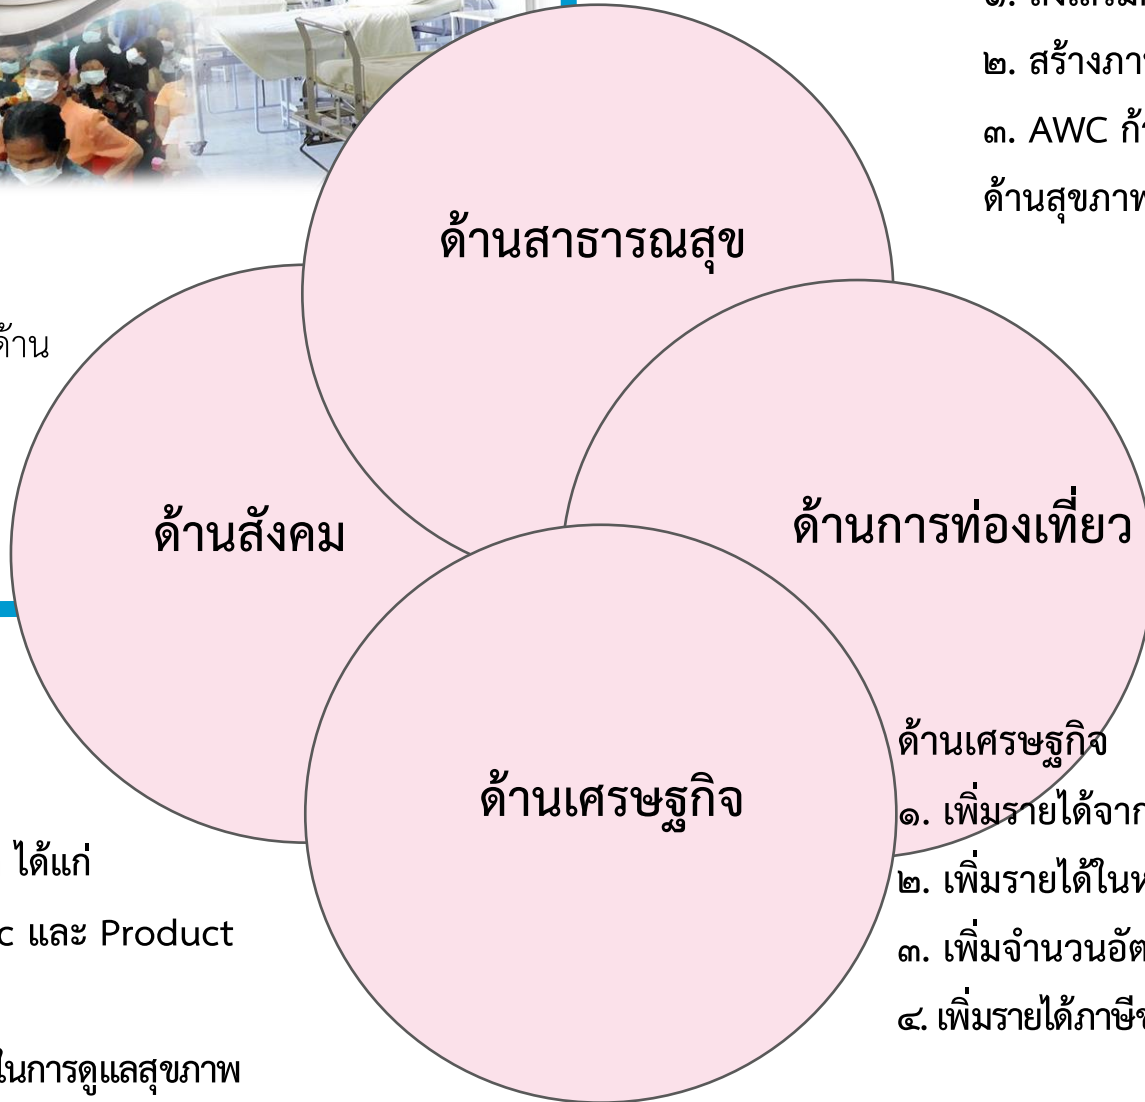 ๒. สร้างภา
๓. AWC ก้
ด้านสุขภาพ
ด้านสาธารณสุข
ด้าน
ด้านสังคม
ด้านการท่องเที่ยว
ด้านเศรษฐกิจ
ด้านเศรษฐกิจ
๑. เพิ่มรายได้จาก
๒. เพิ่มรายได้ในห
๓. เพิ่มจำนวนอัต
๔. เพิ่มรายได้ภาษีข
ได้แก่
c และ Product
ในการดูแลสุขภาพ